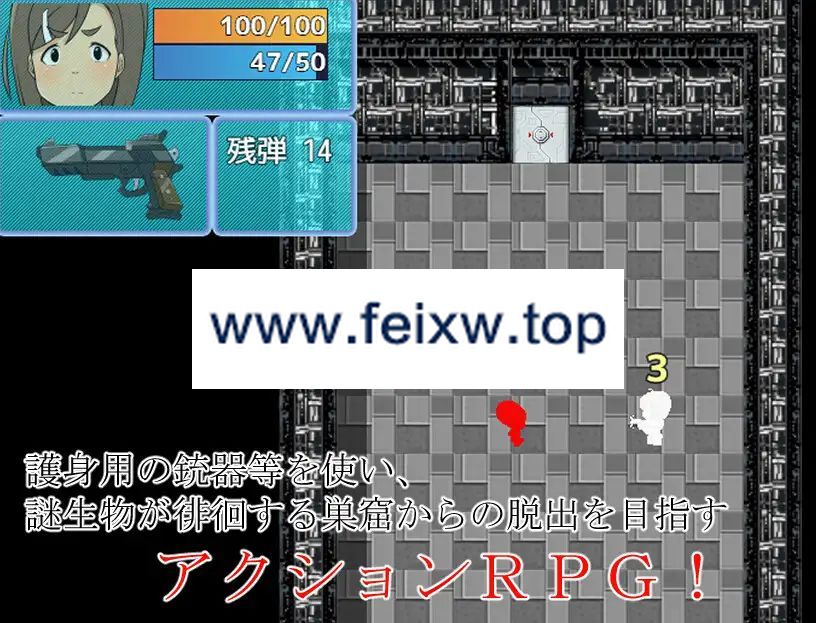 100/100
47/50
残弾 14
www.feixw.top
3
護身用の銃器等を使い、
謎生物が徘徊する巣窟からの脱出を目指す
アクションRPG！